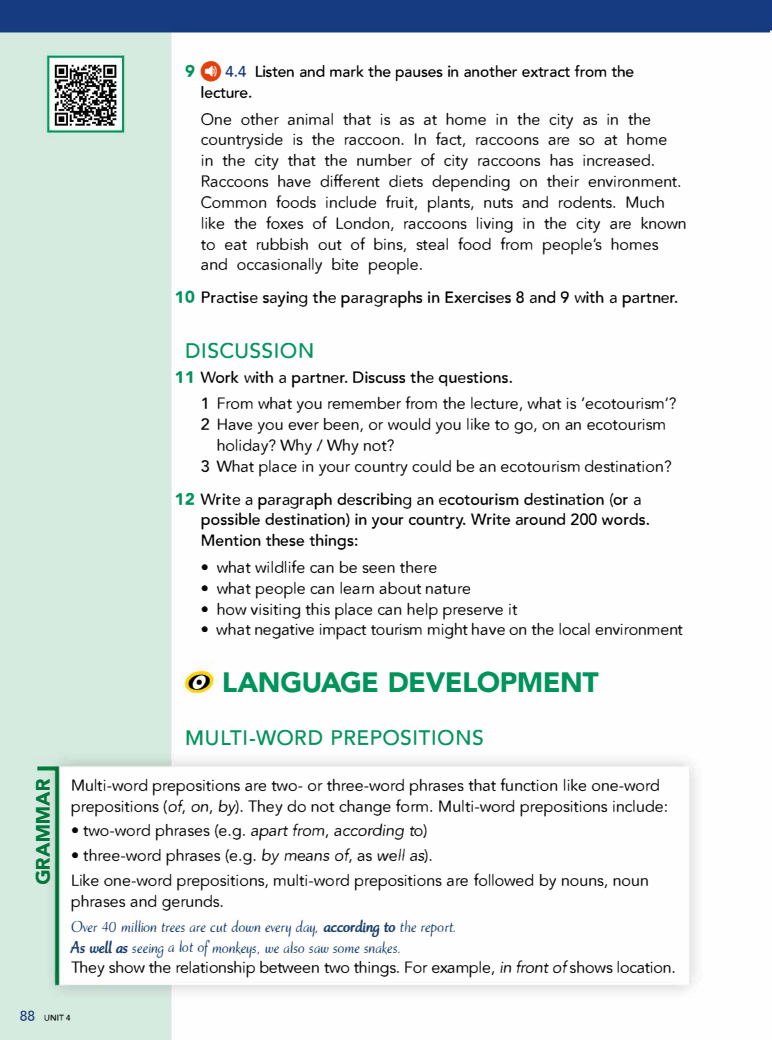 9 4.4 Listen and mark the pauses in another extract from the
lecture.
One other animal that is as at home in the city as in the
countryside is the raccoon. In fact, raccoons are so at home
in the city that the number of city raccoons has increased.
Raccoons have different diets depending on their environment.
Common foods include fruit, plants, nuts and rodents. Much
like the foxes of London, raccoons living in the city are known
to eat rubbish out of bins, steal food from people's homes
and occasionally bite people.
10 Practise saying the paragraphs in Exercises 8 and 9 with a partner.
DISCUSSION
11 Work with a partner. Discuss the questions.
1 From what you remember from the lecture, what is 'ecotourism'?
2 Have you ever been, or would you like to go, on an ecotourism
holiday? Why / Why not?
3 What place in your country could be an ecotourism destination?
12 Write a paragraph describing an ecotourism destination (or a
possible destination) in your country. Write around 200 words.
Mention these things:
• what wildlife can be seen there
• what people can learn about nature
• how visiting this place can help preserve it
• what negative impact tourism might have on the local environment
LANGUAGE DEVELOPMENT
MULTI-WORD PREPOSITIONS
GRAMMAR
Multi-word prepositions are two- or three-word phrases that function like one-word
prepositions (of, on, by). They do not change form. Multi-word prepositions include:
• two-word phrases (e.g. apart from, according to)
• three-word phrases (e.g. by means of, as well as).
Like one-word prepositions, multi-word prepositions are followed by nouns, noun
phrases and gerunds.
Over 40 million trees are cut down every day, according to the report.
As well as seeing a lot of monkeys, we also saw some snakes.
They show the relationship between two things. For example, in front of shows location.
88 UNIT 4